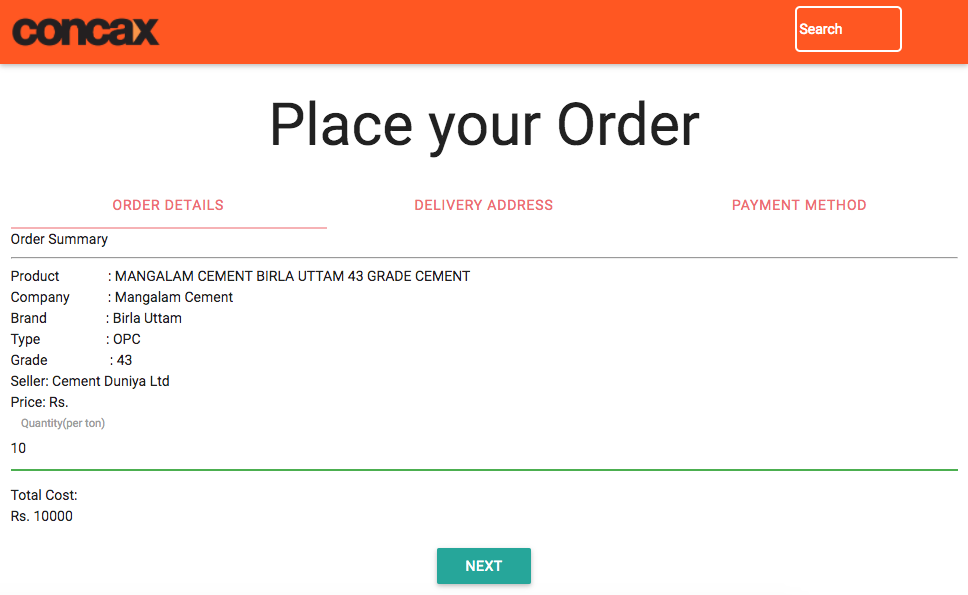 concax
Search
Place your Order
ORDER DETAILS
DELIVERY ADDRESS
PAYMENT METHOD
Order Summary
Product : MANGALAM CEMENT BIRLA UTTAM 43 GRADE CEMENT
Company : Mangalam Cement
Brand : Birla Uttam
Type : OPC
Grade : 43
Seller: Cement Duniya Ltd
Price: Rs.
Quantity(per ton)
10
Total Cost:
Rs. 10000
NEXT